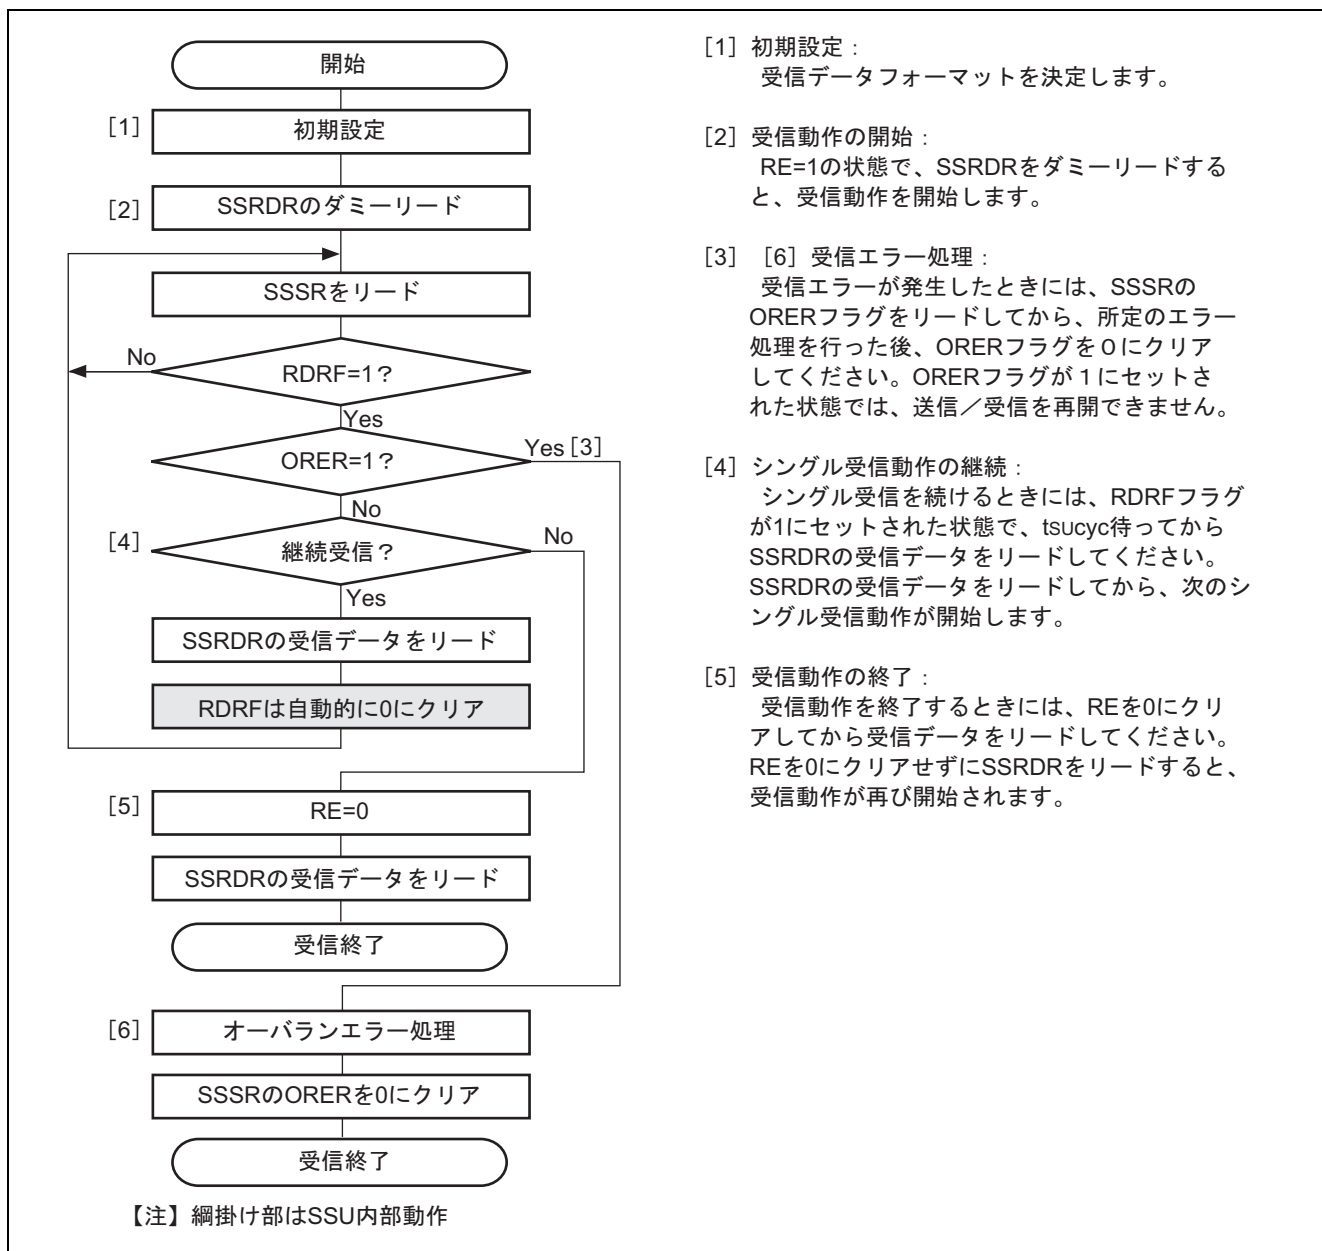 開始
[1] 初期設定
[2] SSRDRのダミーリード
SSSRをリード
No
RDRF=1？
Yes
ORER=1？
Yes [3]
No
[4] 継続受信？
No
Yes
SSRDRの受信データをリード
RDRFは自動的に0にクリア
[5] RE=0
SSRDRの受信データをリード
受信終了
[6] オーバランエラー処理
SSSRのORERを0にクリア
受信終了
【注】綱掛け部はSSU内部動作
[1] 初期設定：
受信データフォーマットを決定します。
[2] 受信動作の開始：
RE=1の状態で、SSRDRをダミーリードする
と、受信動作を開始します。
[3] [6] 受信エラー処理：
受信エラーが発生したときには、SSSRの
ORERフラグをリードしてから、所定のエラー
処理を行った後、ORERフラグを０にクリア
してください。ORERフラグが１にセットさ
れた状態では、送信／受信を再開できません。
[4] シングル受信動作の継続：
シングル受信を続けるときには、RDRFフラグ
が1にセットされた状態で、tsucyc待ってから
SSRDRの受信データをリードしてください。
SSRDRの受信データをリードしてから、次のシ
ングル受信動作が開始します。
[5] 受信動作の終了：
受信動作を終了するときには、REを0にクリ
アしてから受信データをリードしてください。
REを0にクリアせずにSSRDRをリードすると、
受信動作が再び開始されます。